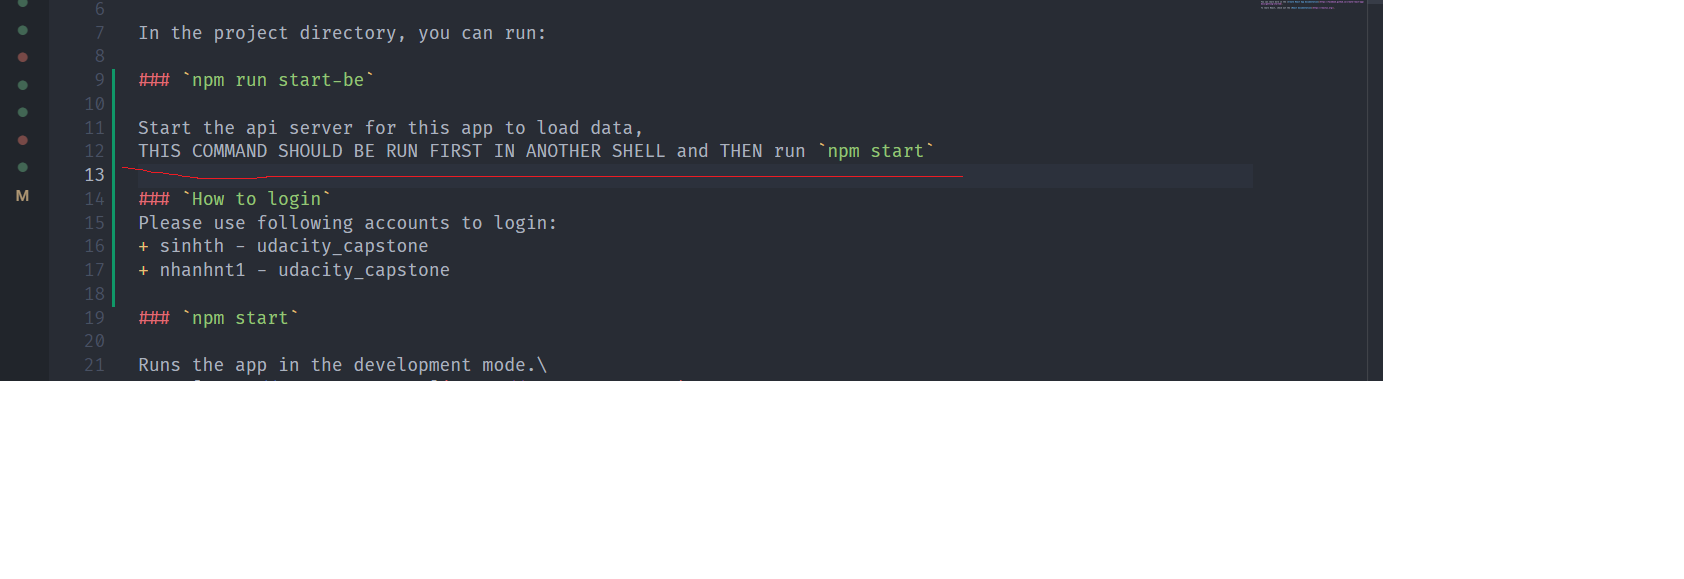 6
7 In the project directory, you can run:
8
9 ### `npm run start-be`
10
11 Start the api server for this app to load data,
12 THIS COMMAND SHOULD BE RUN FIRST IN ANOTHER SHELL and THEN run `npm start`
13
14 ### `How to login`
15 Please use following accounts to login:
16 + sinhth - udacity_capstone
17 + nhanhnt1 - udacity_capstone
18
19 ### `npm start`
20
21 Runs the app in the development mode.\
M